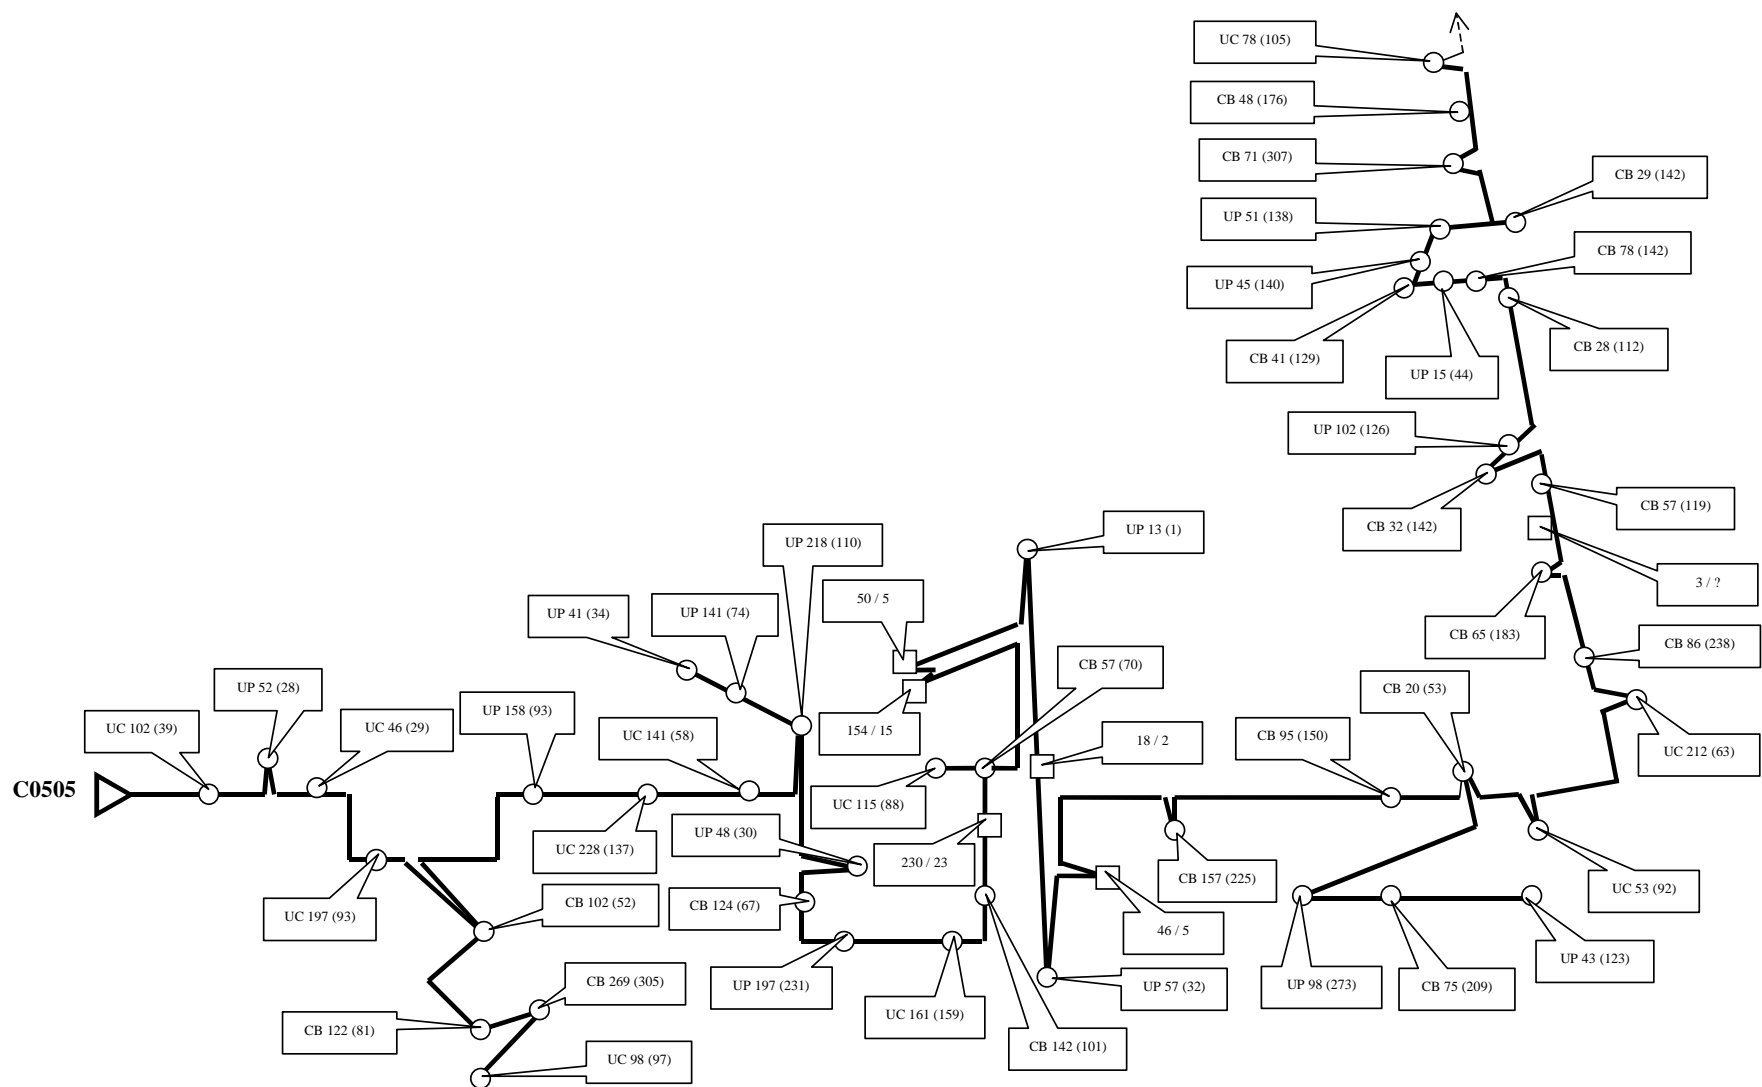 UC 78 (105)
CB 48 (176)
CB 71 (307)
CB 29 (142)
UP 51 (138)
CB 78 (142)
UP 45 (140)
CB 28 (112)
CB 41 (129)
UP 15 (44)
UP 102 (126)
CB 57 (119)
CB 32 (142)
UP 13 (1)
UP 218 (110)
3 / ?
50 / 5
UP 41 (34)
UP 141 (74)
CB 65 (183)
CB 86 (238)
CB 57 (70)
CB 20 (53)
UP 52 (28)
UP 158 (93)
UC 102 (39)
UC 46 (29)
UC 141 (58)
154 / 15
18 / 2
CB 95 (150)
UC 212 (63)
C0505
UC 115 (88)
UP 48 (30)
UC 228 (137)
230 / 23
CB 157 (225)
UC 53 (92)
CB 102 (52)
CB 124 (67)
UC 197 (93)
46 / 5
UP 43 (123)
CB 269 (305)
UP 197 (231)
UP 57 (32)
UP 98 (273)
CB 75 (209)
UC 161 (159)
CB 122 (81)
CB 142 (101)
UC 98 (97)